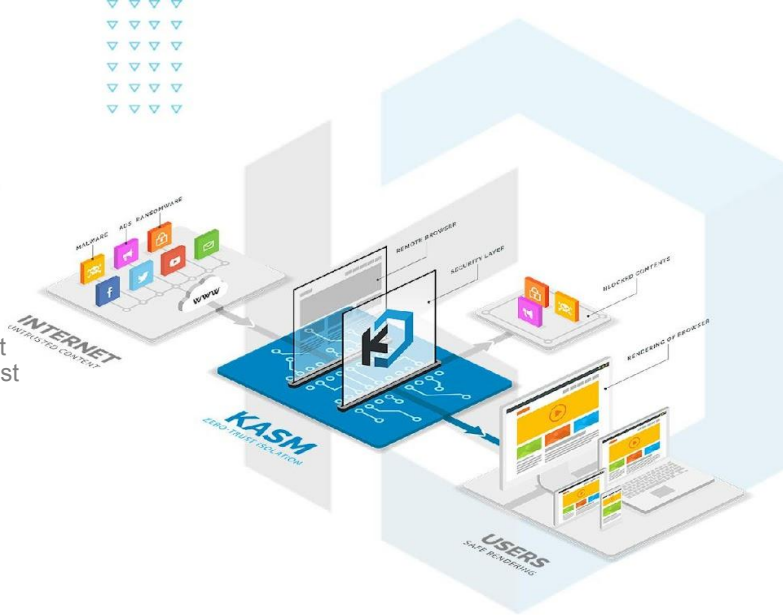 MALWARE
ADS
RANSOMWARE
WWW
REMOTE BROWSER
SECURITY LAYER
BLOCKED CONTENTS
RENDERING OF BROWSER
INTERNET
UNTRUSTED CONTENT
t
st
KASM
ZERO-TRUST ISOLATION
USERS
SAFE RENDERING